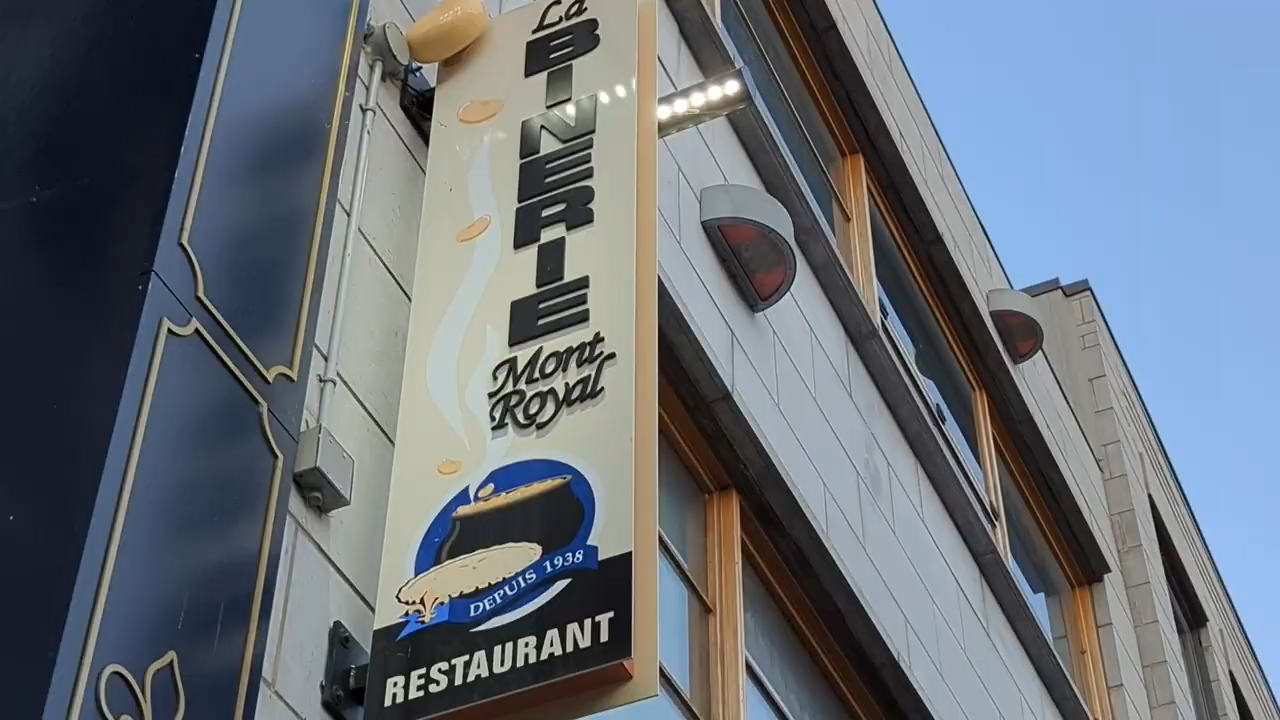 La
BINERIE
Mont
Royal
DEPUIS 1938
RESTAURANT